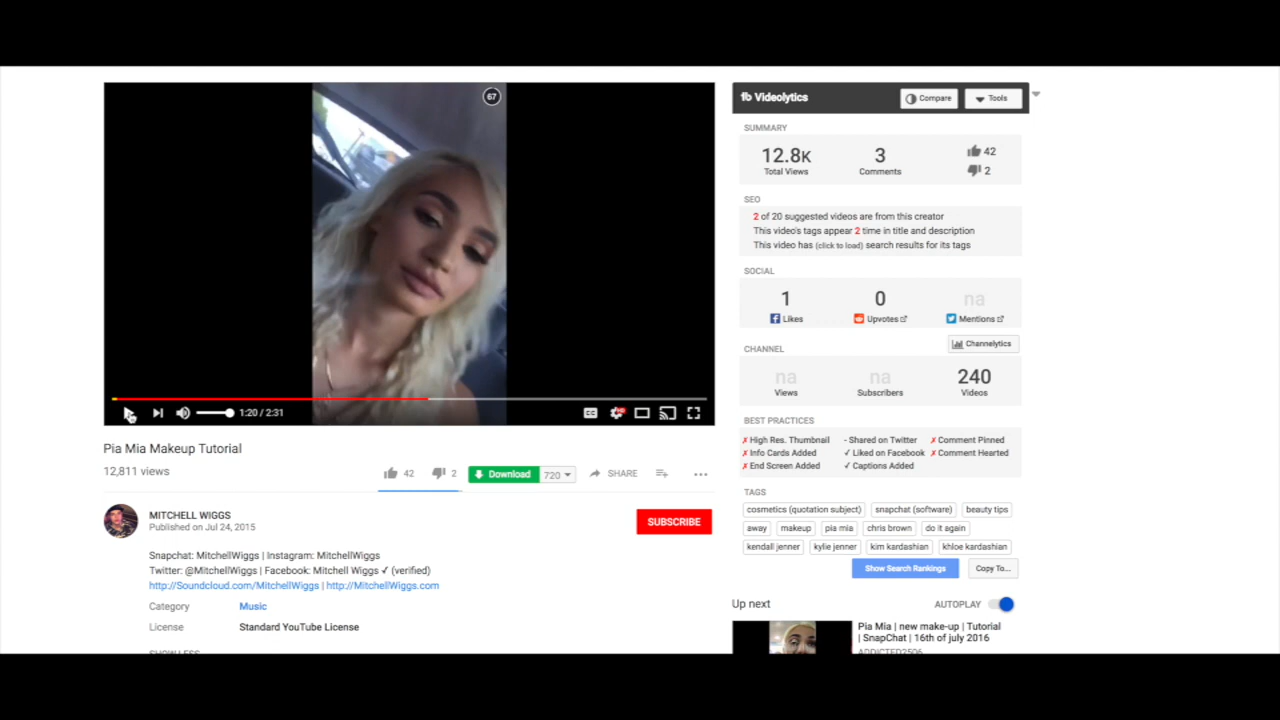 67
1:20 / 2:31
Pia Mia Makeup Tutorial
12,811 views
42
2
Download
720
SHARE
MITCHELL WIGGS
Published on Jul 24, 2015
SUBSCRIBE
Snapchat: MitchellWiggs | Instagram: MitchellWiggs
Twitter: @MitchellWiggs | Facebook: Mitchell Wiggs ✓ (verified)
http://Soundcloud.com/MitchellWiggs | http://MitchellWiggs.com
Category Music
License Standard YouTube License
SHOW LESS
tb Videolytics
Compare
Tools
SUMMARY
12.8K 3 42
Total Views Comments 2
SEO
2 of 20 suggested videos are from this creator
This video's tags appear 2 time in title and description
This video has (click to load) search results for its tags
SOCIAL
1 0 na
Likes Upvotes Mentions
CHANNEL
Channelytics
na na 240
Views Subscribers Videos
BEST PRACTICES
✗ High Res. Thumbnail - Shared on Twitter ✗ Comment Pinned
✗ Info Cards Added ✓ Liked on Facebook ✗ Comment Hearted
✗ End Screen Added ✓ Captions Added
TAGS
cosmetics (quotation subject) snapchat (software) beauty tips
away makeup pia mia chris brown do it again
kendall jenner kylie jenner kim kardashian khloe kardashian
Show Search Rankings
Copy To...
Up next AUTOPLAY
Pia Mia | new make-up | Tutorial
| SnapChat | 16th of july 2016
ADDICTED2506